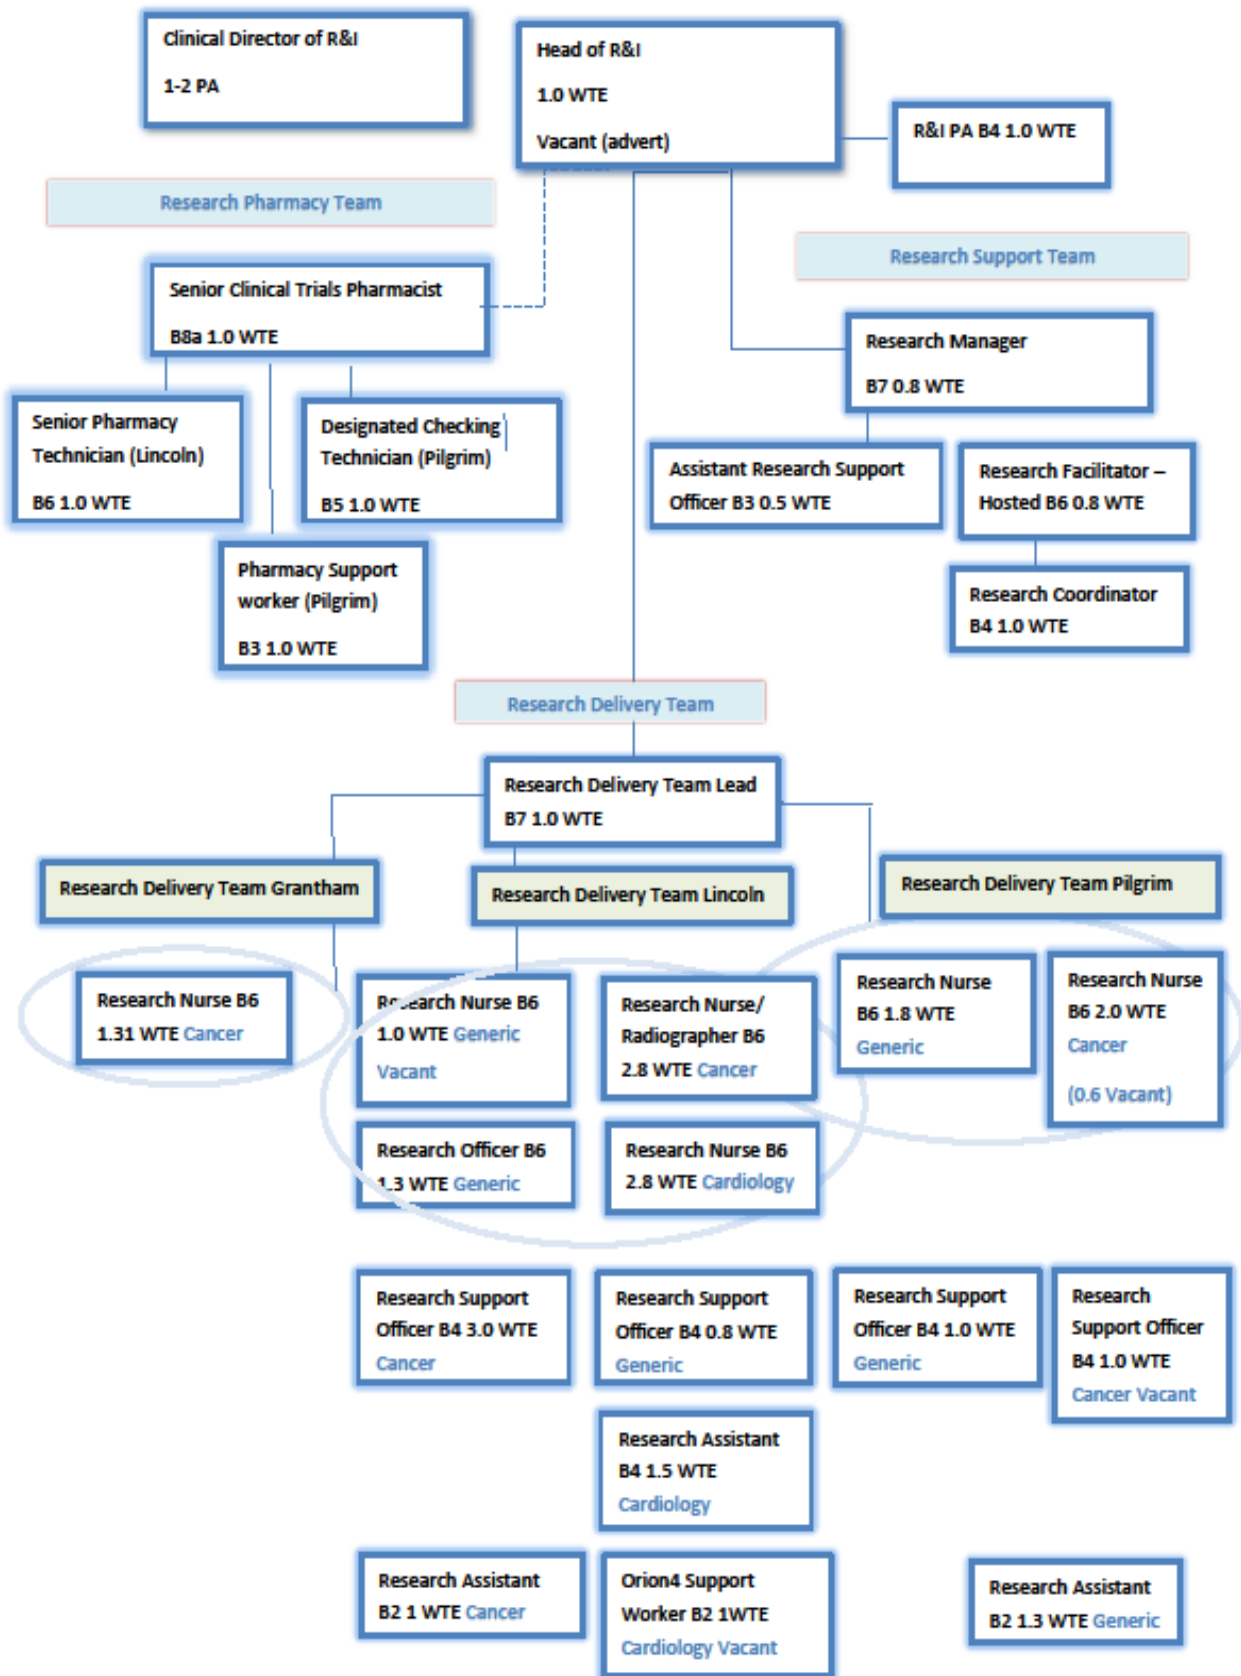 Clinical Director of R&I
1-2 PA
Head of R&I
1.0 WTE
Vacant (advert)
R&I PA B4 1.0 WTE
Research Pharmacy Team
Research Support Team
Senior Clinical Trials Pharmacist
B8a 1.0 WTE
Research Manager
B7 0.8 WTE
Senior Pharmacy
Technician (Lincoln)
B6 1.0 WTE
Designated Checking
Technician (Pilgrim)
B5 1.0 WTE
Assistant Research Support
Officer B3 0.5 WTE
Research Facilitator –
Hosted B6 0.8 WTE
Pharmacy Support
worker (Pilgrim)
B3 1.0 WTE
Research Coordinator
B4 1.0 WTE
Research Delivery Team
Research Delivery Team Lead
B7 1.0 WTE
Research Delivery Team Grantham
Research Delivery Team Lincoln
Research Delivery Team Pilgrim
Research Nurse B6
1.31 WTE Cancer
Research Nurse B6
1.0 WTE Generic
Vacant
Research Nurse/
Radiographer B6
2.8 WTE Cancer
Research Nurse
B6 1.8 WTE
Generic
Research Nurse
B6 2.0 WTE
Cancer
(0.6 Vacant)
Research Officer B6
1.3 WTE Generic
Research Nurse B6
2.8 WTE Cardiology
Research Support
Officer B4 3.0 WTE
Cancer
Research Support
Officer B4 0.8 WTE
Generic
Research Support
Officer B4 1.0 WTE
Generic
Research
Support Officer
B4 1.0 WTE
Cancer Vacant
Research Assistant
B4 1.5 WTE
Cardiology
Research Assistant
B2 1 WTE Cancer
Orion4 Support
Worker B2 1WTE
Cardiology Vacant
Research Assistant
B2 1.3 WTE Generic